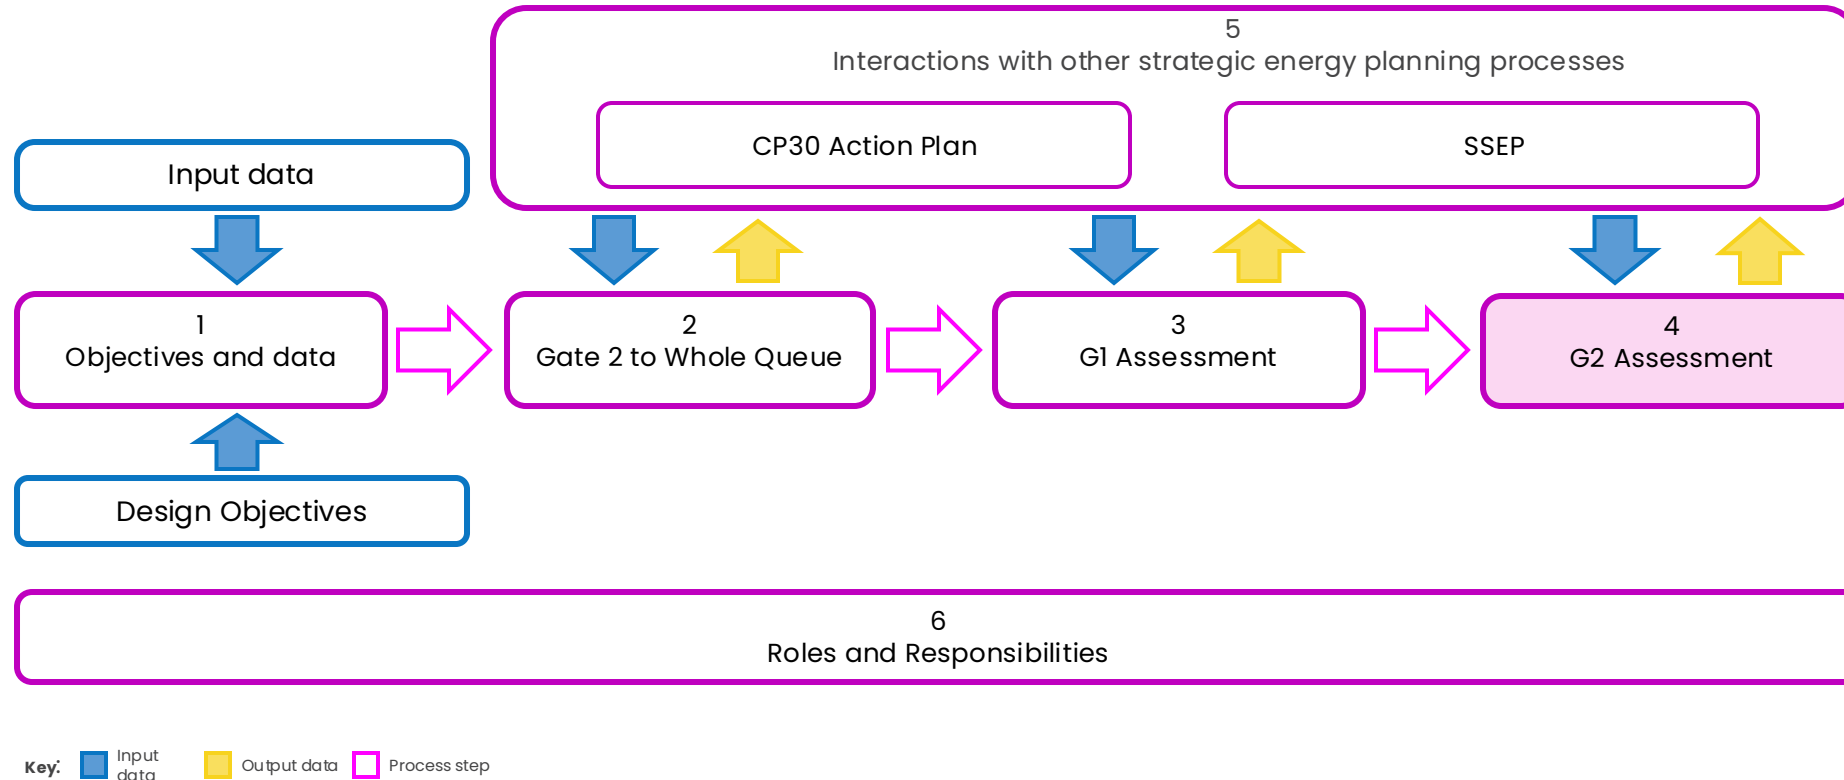 5
Interactions with other strategic energy planning processes
CP30 Action Plan
SSEP
Input data
1
Objectives and data
2
Gate 2 to Whole Queue
3
G1 Assessment
4
G2 Assessment
Design Objectives
6
Roles and Responsibilities
Key:
Input
data
Output data
Process step